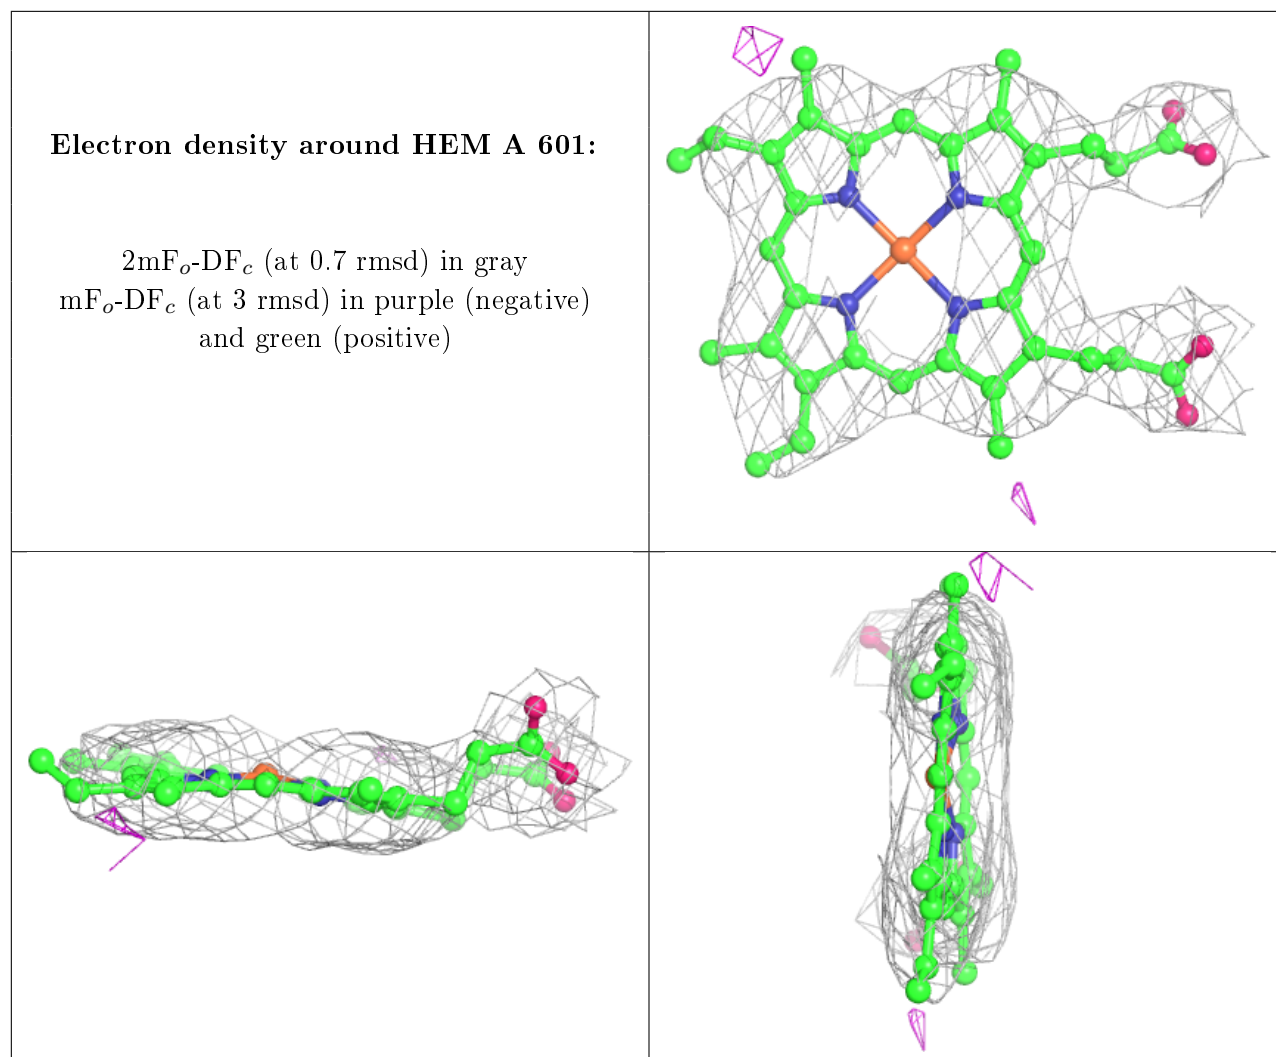 Electron density around HEM A 601:
2mFₒ-DF𝒸 (at 0.7 rmsd) in gray
mFₒ-DF𝒸 (at 3 rmsd) in purple (negative)
and green (positive)